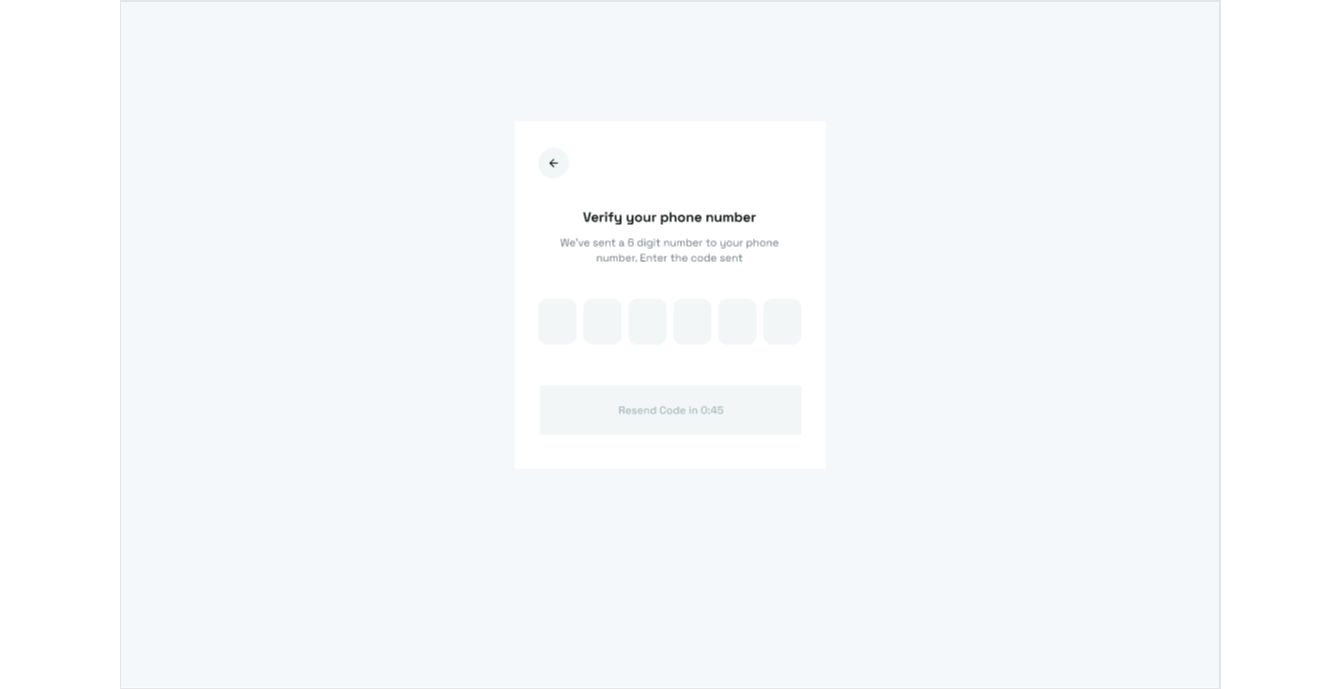 Verify your phone number
We've sent a 6 digit number to your phone
number. Enter the code sent
Resend Code in 0:45